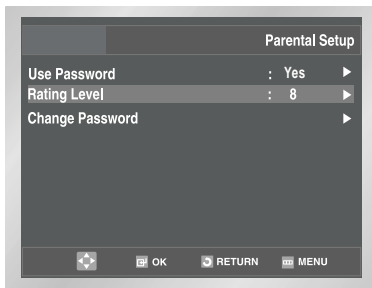 Parental Setup
Use Password : Yes
Rating Level : 8
Change Password
OK RETURN MENU